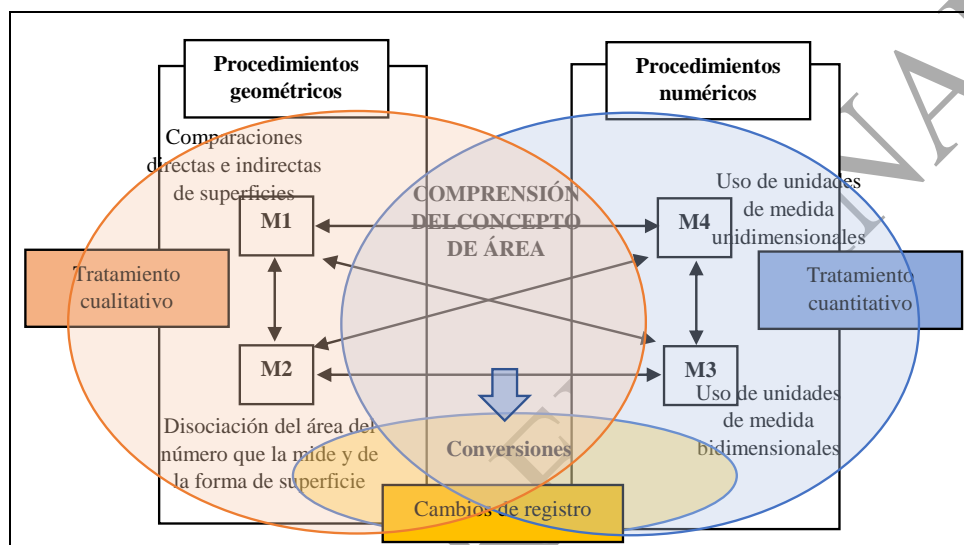 Procedimientos
geométricos
Procedimientos
numéricos
Comparaciones
directas e indirectas
de superficies
COMPRENSIÓN
DELCONCEPTO
DE ÁREA
Uso de unidades
de medida
unidimensionales
M1
M4
Tratamiento
cualitativo
Tratamiento
cuantitativo
M2
M3
Uso de unidades
de medida
bidimensionales
Disociación del área del
número que la mide y de
la forma de superficie
Conversiones
Cambios de registro